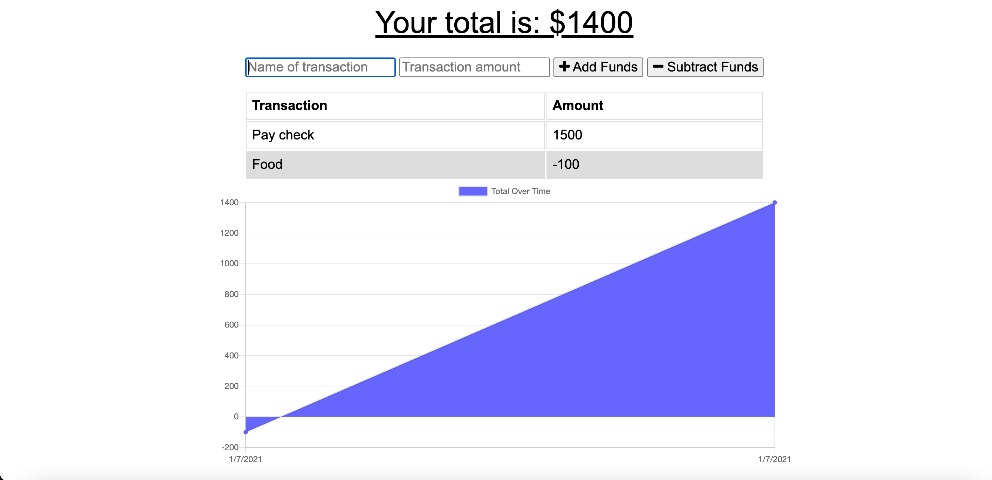 Your total is: $1400
Name of transaction Transaction amount Add Funds Subtract Funds
Transaction Amount
Pay check 1500
Food -100
Total Over Time
1400
1200
1000
800
600
400
200
0
-200
1/7/2021 1/7/2021